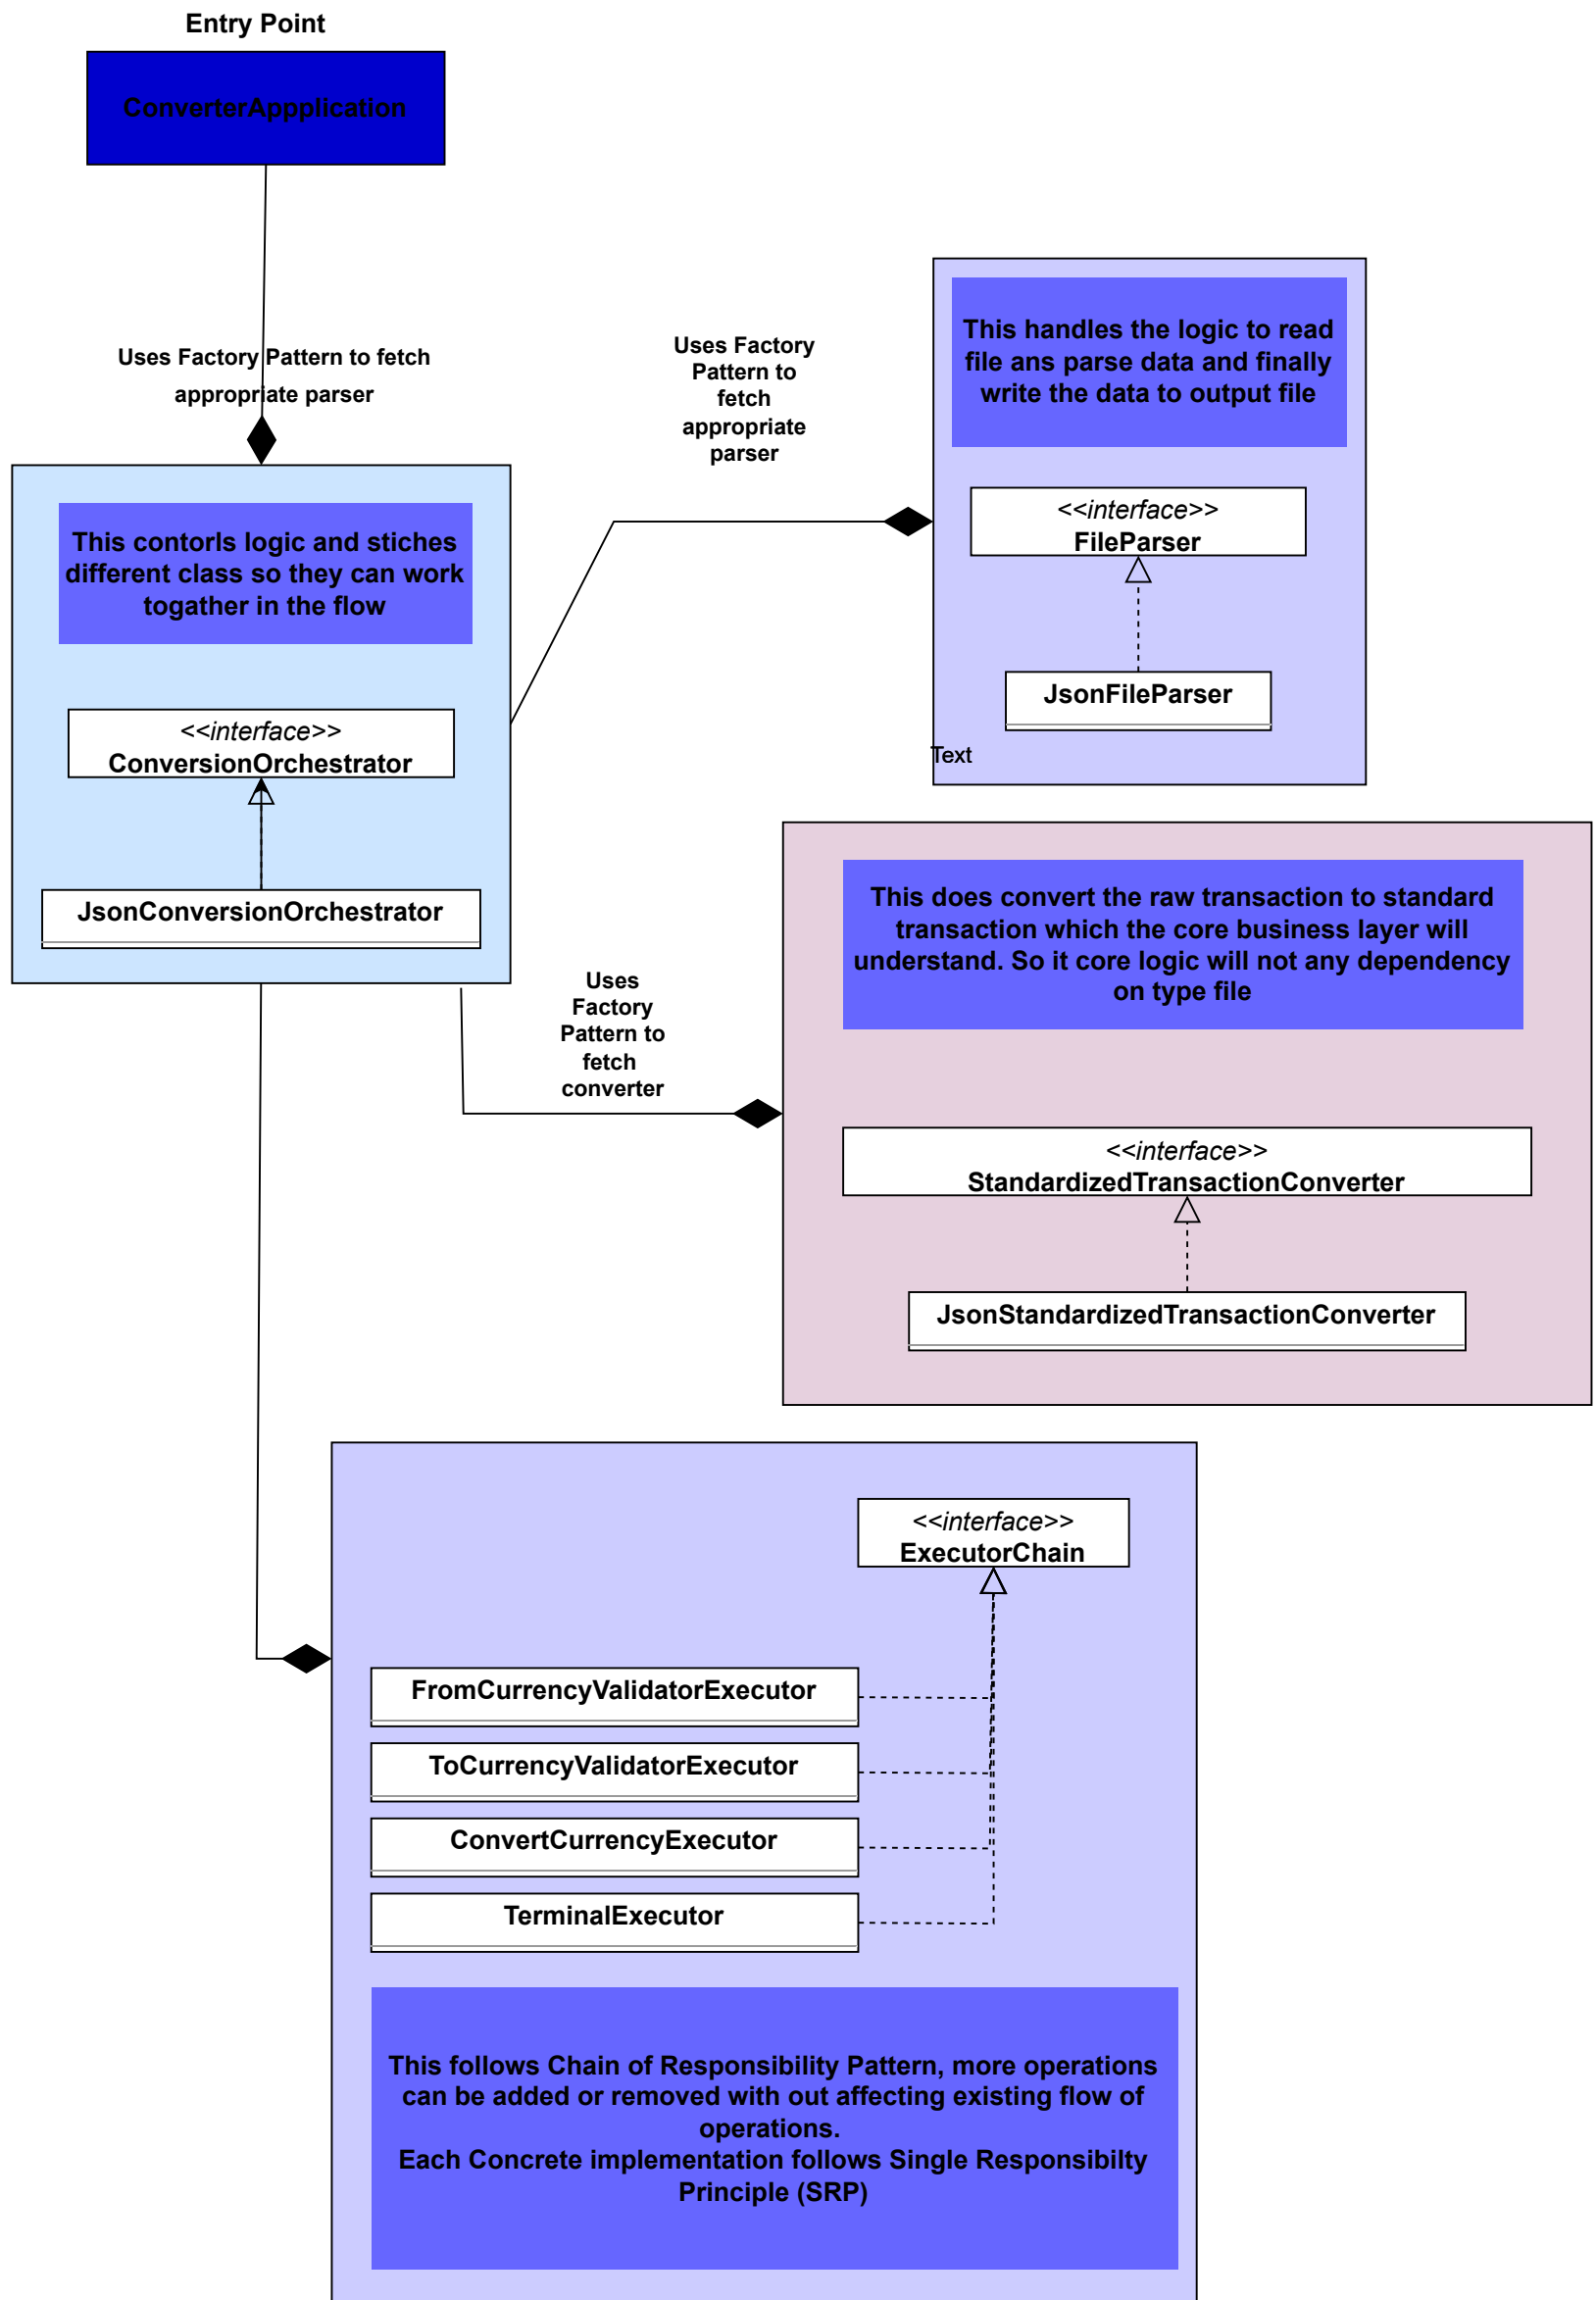 Entry Point
ConverterAppplication
Uses Factory Pattern to fetch
appropriate parser
This contorls logic and stiches
different class so they can work
togather in the flow
<<interface>>
ConversionOrchestrator
JsonConversionOrchestrator
Uses Factory
Pattern to
fetch
appropriate
parser
This handles the logic to read
file ans parse data and finally
write the data to output file
<<interface>>
FileParser
JsonFileParser
Text
Uses
Factory
Pattern to
fetch
converter
This does convert the raw transaction to standard
transaction which the core business layer will
understand. So it core logic will not any dependency
on type file
<<interface>>
StandardizedTransactionConverter
JsonStandardizedTransactionConverter
<<interface>>
ExecutorChain
FromCurrencyValidatorExecutor
ToCurrencyValidatorExecutor
ConvertCurrencyExecutor
TerminalExecutor
This follows Chain of Responsibility Pattern, more operations
can be added or removed with out affecting existing flow of
operations.
Each Concrete implementation follows Single Responsibilty
Principle (SRP)